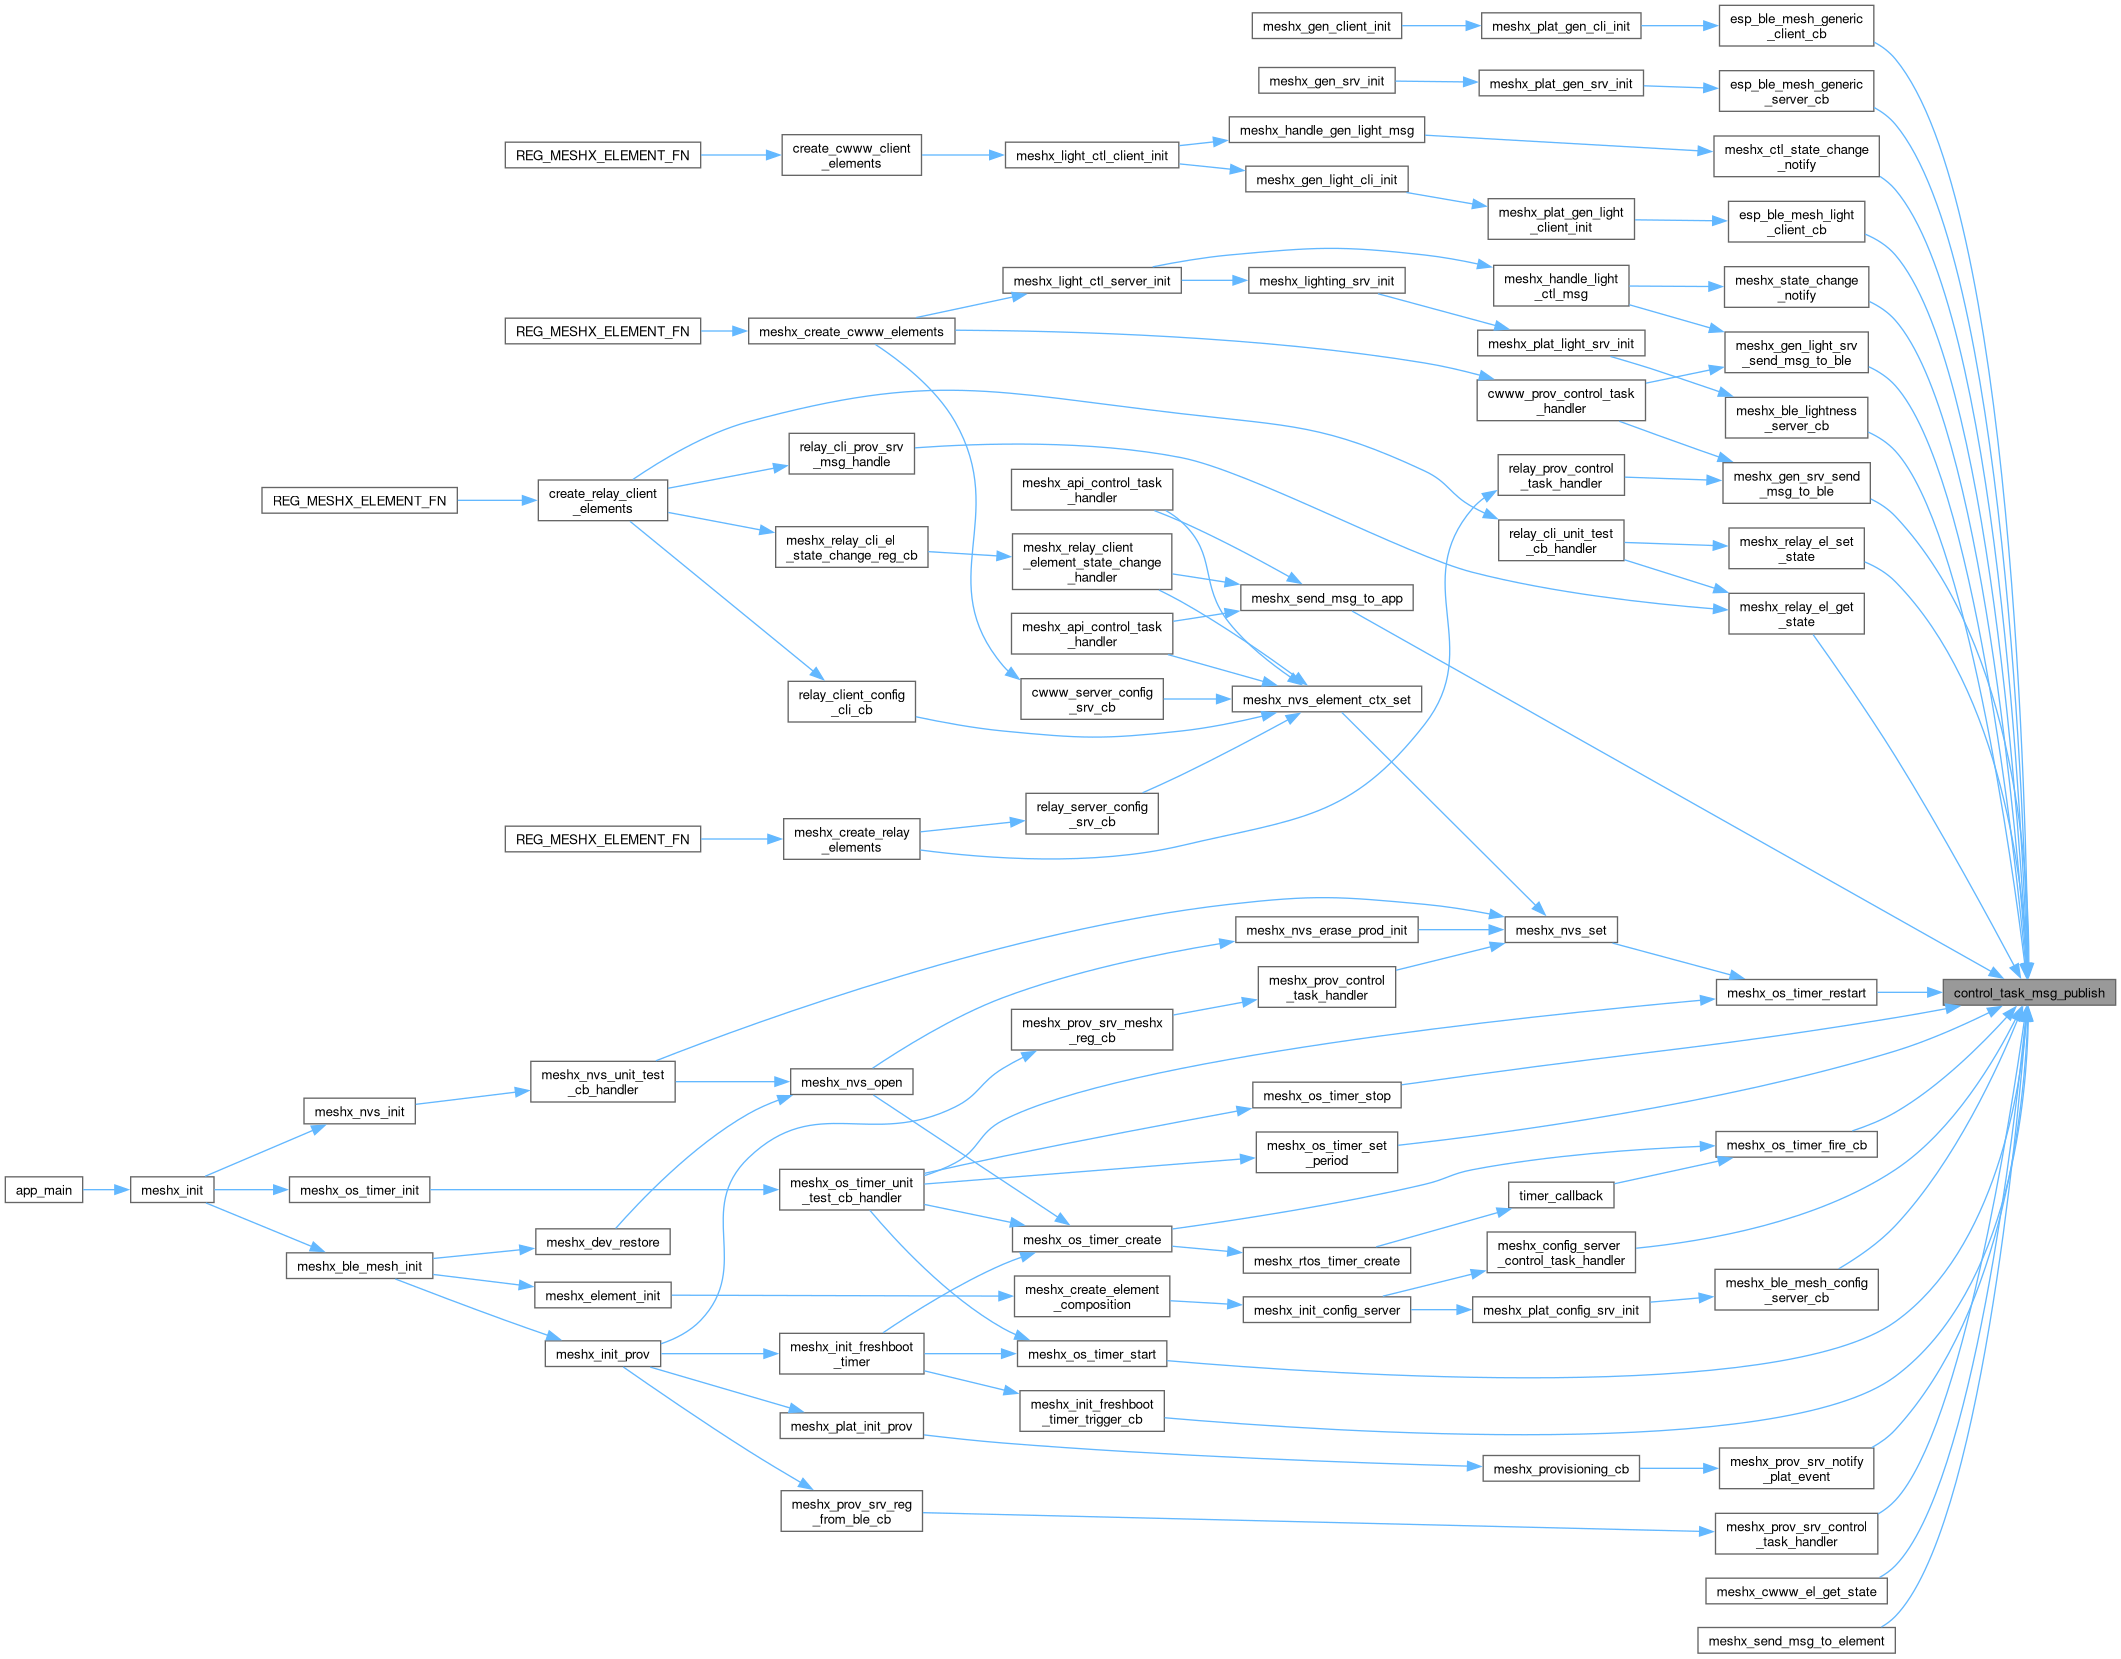 meshx_gen_client_init
meshx_plat_gen_cli_init
esp_ble_mesh_generic
_client_cb
meshx_gen_srv_init
meshx_plat_gen_srv_init
esp_ble_mesh_generic
_server_cb
REG_MESHX_ELEMENT_FN
create_cwww_client
_elements
meshx_light_ctl_client_init
meshx_handle_gen_light_msg
meshx_ctl_state_change
_notify
meshx_gen_light_cli_init
meshx_plat_gen_light
_client_init
esp_ble_mesh_light
_client_cb
meshx_light_ctl_server_init
meshx_lighting_srv_init
meshx_handle_light
_ctl_msg
meshx_state_change
_notify
REG_MESHX_ELEMENT_FN
meshx_create_cwww_elements
meshx_plat_light_srv_init
meshx_gen_light_srv
_send_msg_to_ble
cwww_prov_control_task
_handler
meshx_ble_lightness
_server_cb
relay_cli_prov_srv
_msg_handle
REG_MESHX_ELEMENT_FN
create_relay_client
_elements
meshx_api_control_task
_handler
relay_prov_control
_task_handler
meshx_gen_srv_send
_msg_to_ble
meshx_relay_cli_el
_state_change_reg_cb
meshx_relay_client
_element_state_change
_handler
relay_cli_unit_test
_cb_handler
meshx_relay_el_set
_state
meshx_send_msg_to_app
meshx_relay_el_get
_state
meshx_api_control_task
_handler
relay_client_config
_cli_cb
cwww_server_config
_srv_cb
meshx_nvs_element_ctx_set
relay_server_config
_srv_cb
REG_MESHX_ELEMENT_FN
meshx_create_relay
_elements
meshx_nvs_erase_prod_init
meshx_nvs_set
meshx_prov_control
_task_handler
meshx_os_timer_restart
control_task_msg_publish
meshx_prov_srv_meshx
_reg_cb
meshx_nvs_unit_test
_cb_handler
meshx_nvs_open
meshx_nvs_init
meshx_os_timer_stop
meshx_os_timer_set
_period
meshx_os_timer_fire_cb
app_main
meshx_init
meshx_os_timer_init
meshx_os_timer_unit
_test_cb_handler
timer_callback
meshx_dev_restore
meshx_os_timer_create
meshx_ble_mesh_init
meshx_rtos_timer_create
meshx_config_server
_control_task_handler
meshx_element_init
meshx_create_element
_composition
meshx_init_config_server
meshx_plat_config_srv_init
meshx_ble_mesh_config
_server_cb
meshx_init_prov
meshx_init_freshboot
_timer
meshx_os_timer_start
meshx_init_freshboot
_timer_trigger_cb
meshx_plat_init_prov
meshx_provisioning_cb
meshx_prov_srv_notify
_plat_event
meshx_prov_srv_reg
_from_ble_cb
meshx_prov_srv_control
_task_handler
meshx_cwww_el_get_state
meshx_send_msg_to_element